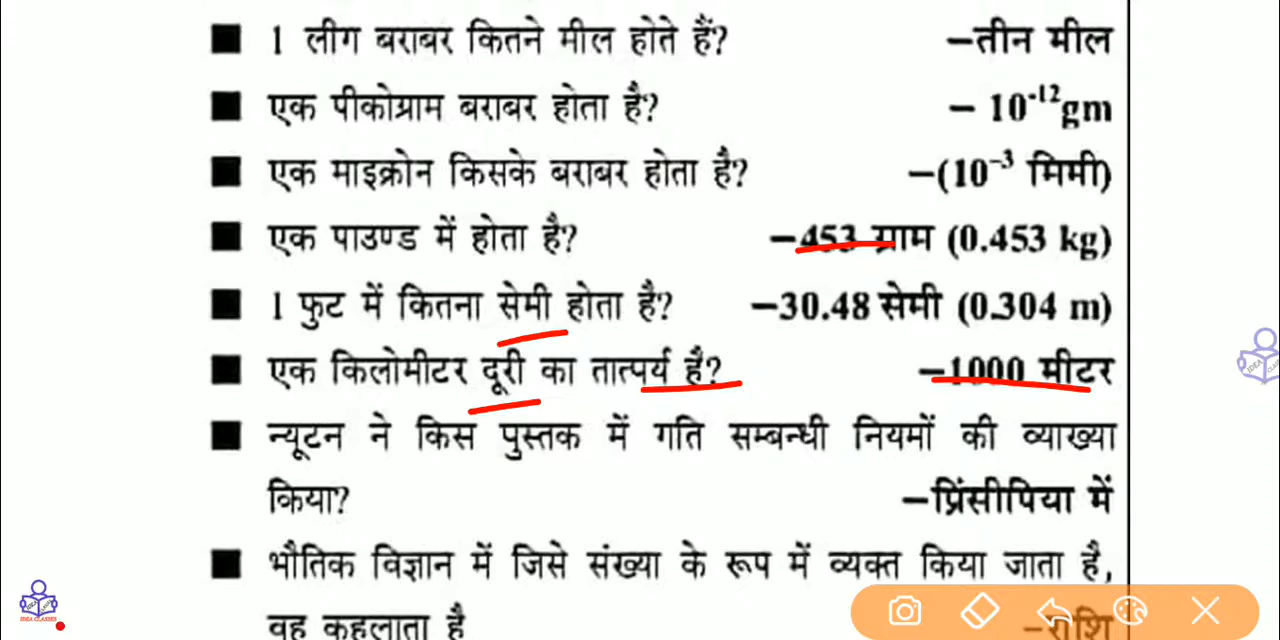 ■ 1 लीग बराबर कितने मील होते हैं? –तीन मील
■ एक पीकोग्राम बराबर होता है? – 10⁻¹²gm
■ एक माइक्रोन किसके बराबर होता है? –(10⁻³ मिमी)
■ एक पाउण्ड में होता है? –453 ग्राम (0.453 kg)
■ 1 फुट में कितना सेमी होता है? –30.48 सेमी (0.304 m)
■ एक किलोमीटर दूरी का तात्पर्य है? –1000 मीटर
■ न्यूटन ने किस पुस्तक में गति सम्बन्धी नियमों की व्याख्या
किया? –प्रिंसीपिया में
■ भौतिक विज्ञान में जिसे संख्या के रूप में व्यक्त किया जाता है,
वह कहलाता है –राशि
IDEA CLASSES